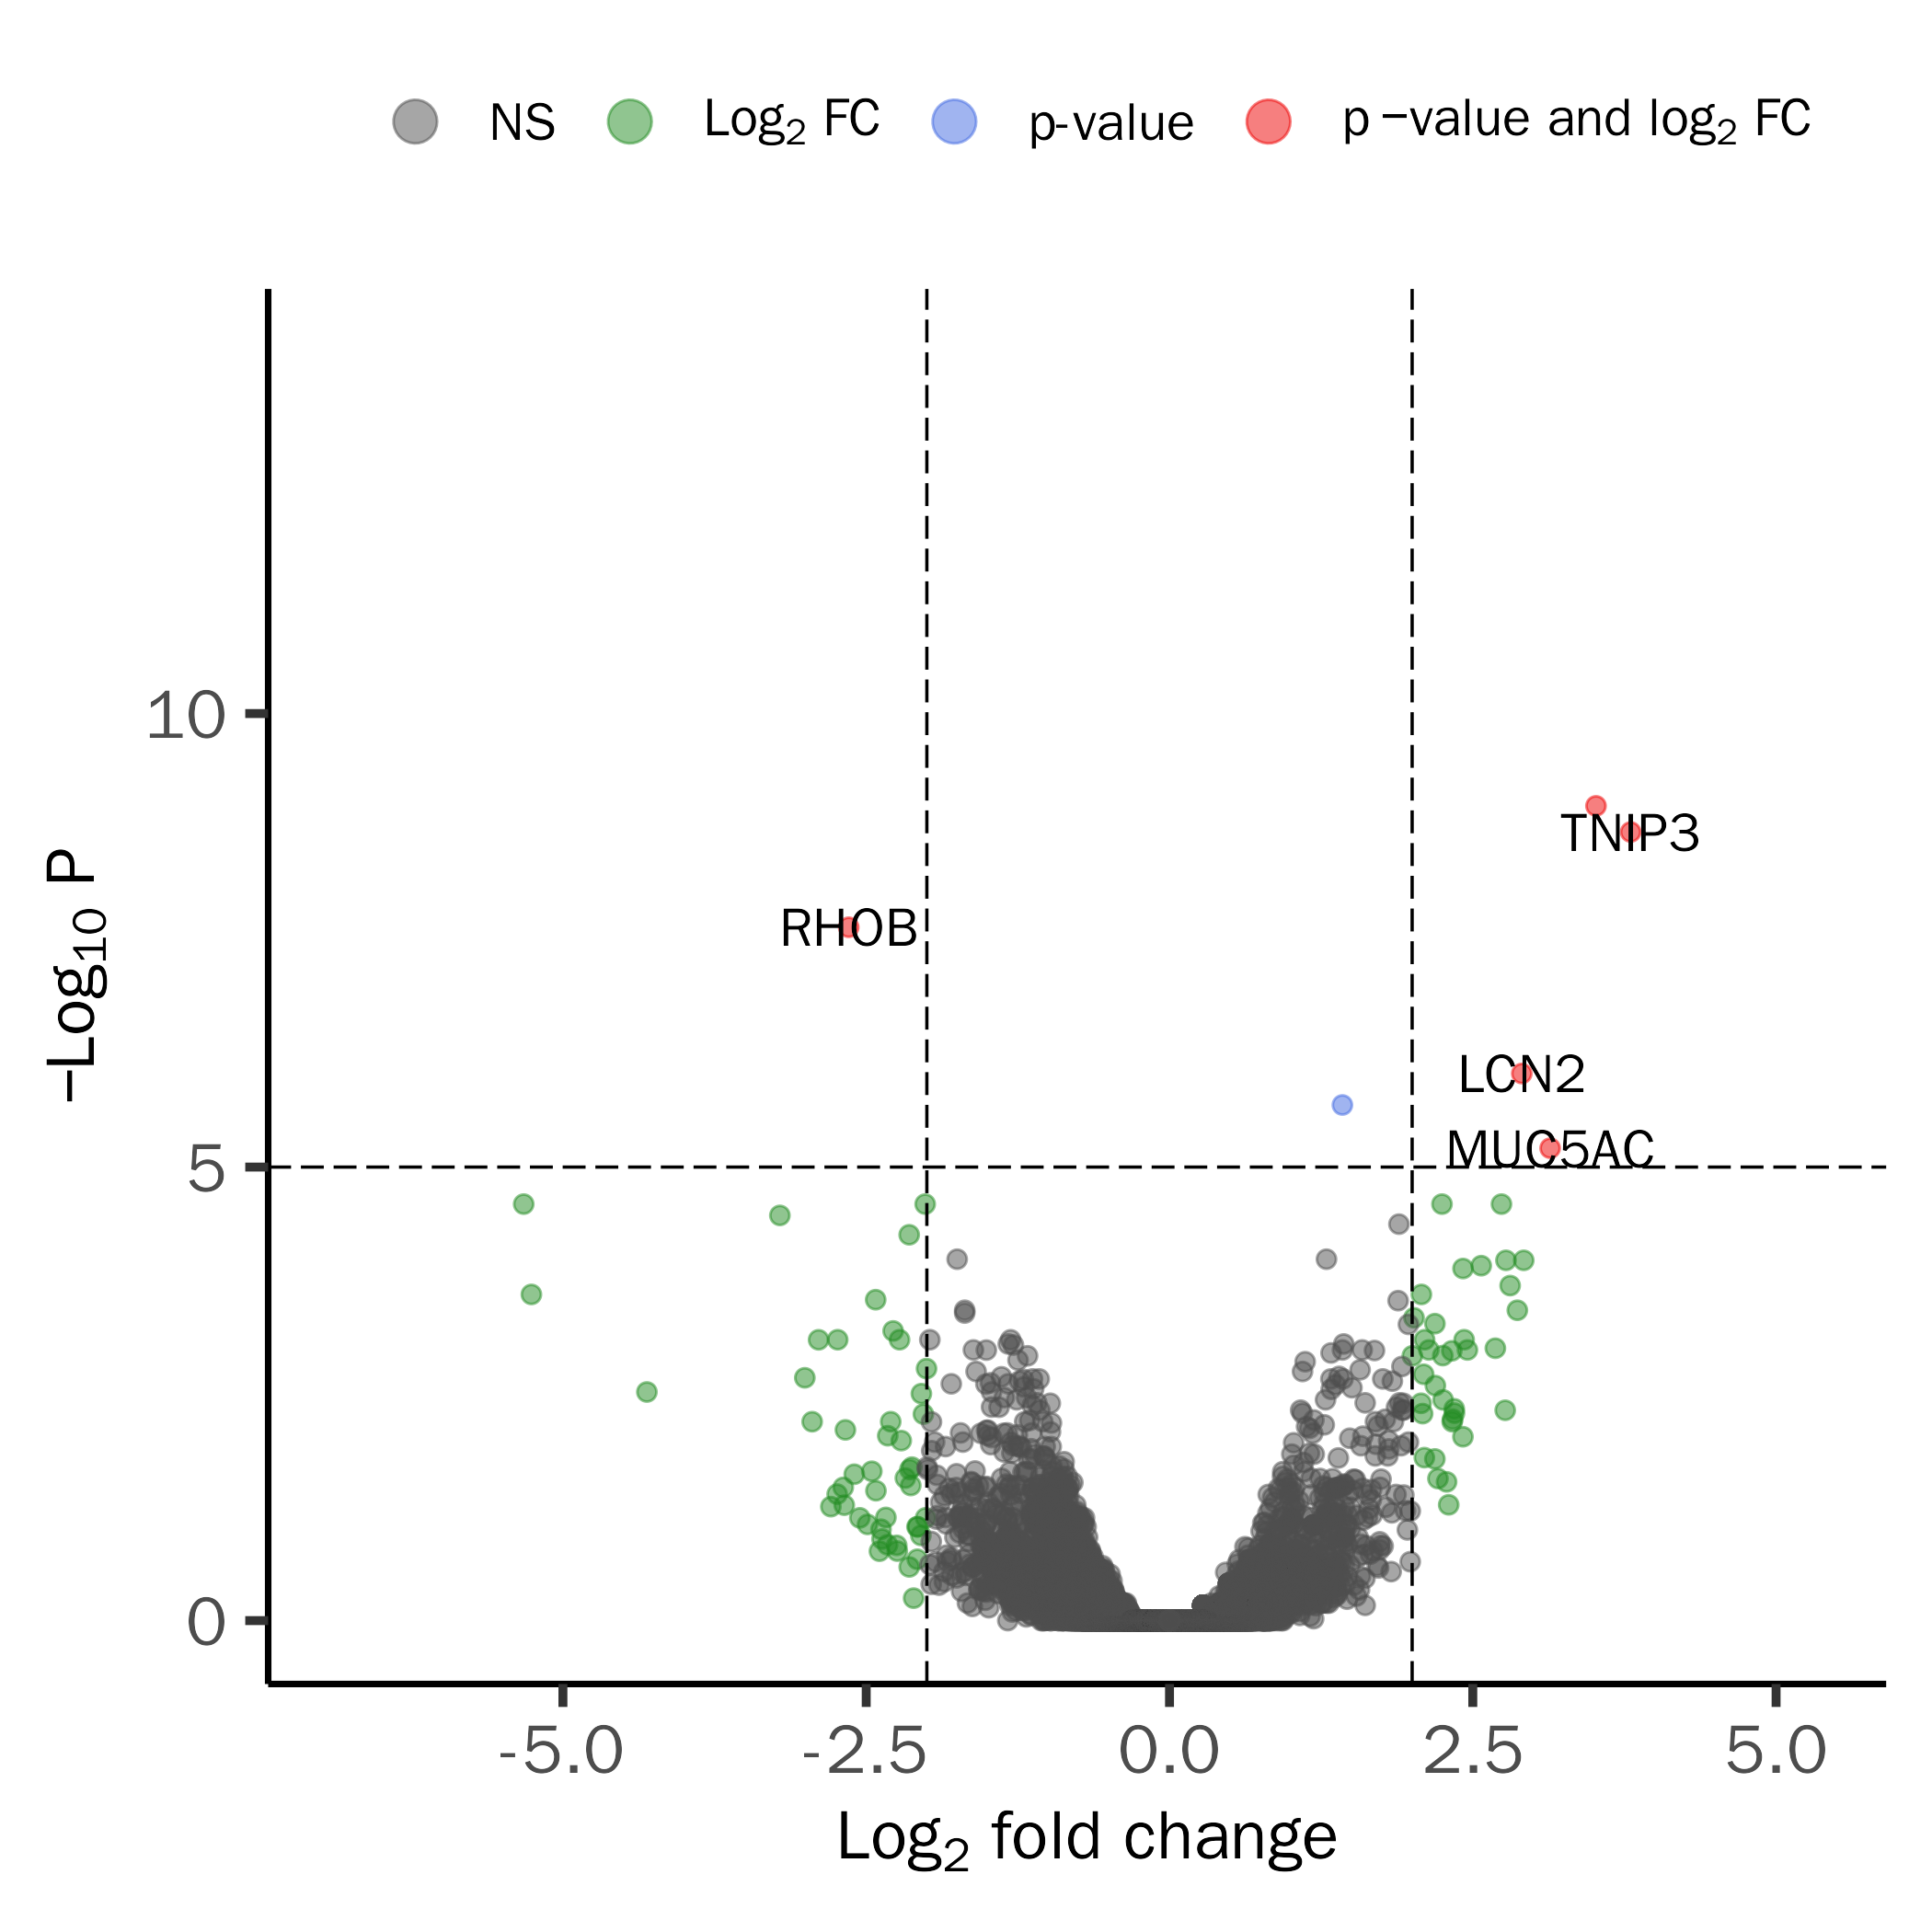 NS Log₂ FC p-value p −value and log₂ FC
10
TNIP3
RHOB
−Log₁₀ P
LCN2
MUC5AC
5
0
-5.0 -2.5 0.0 2.5 5.0
Log₂ fold change